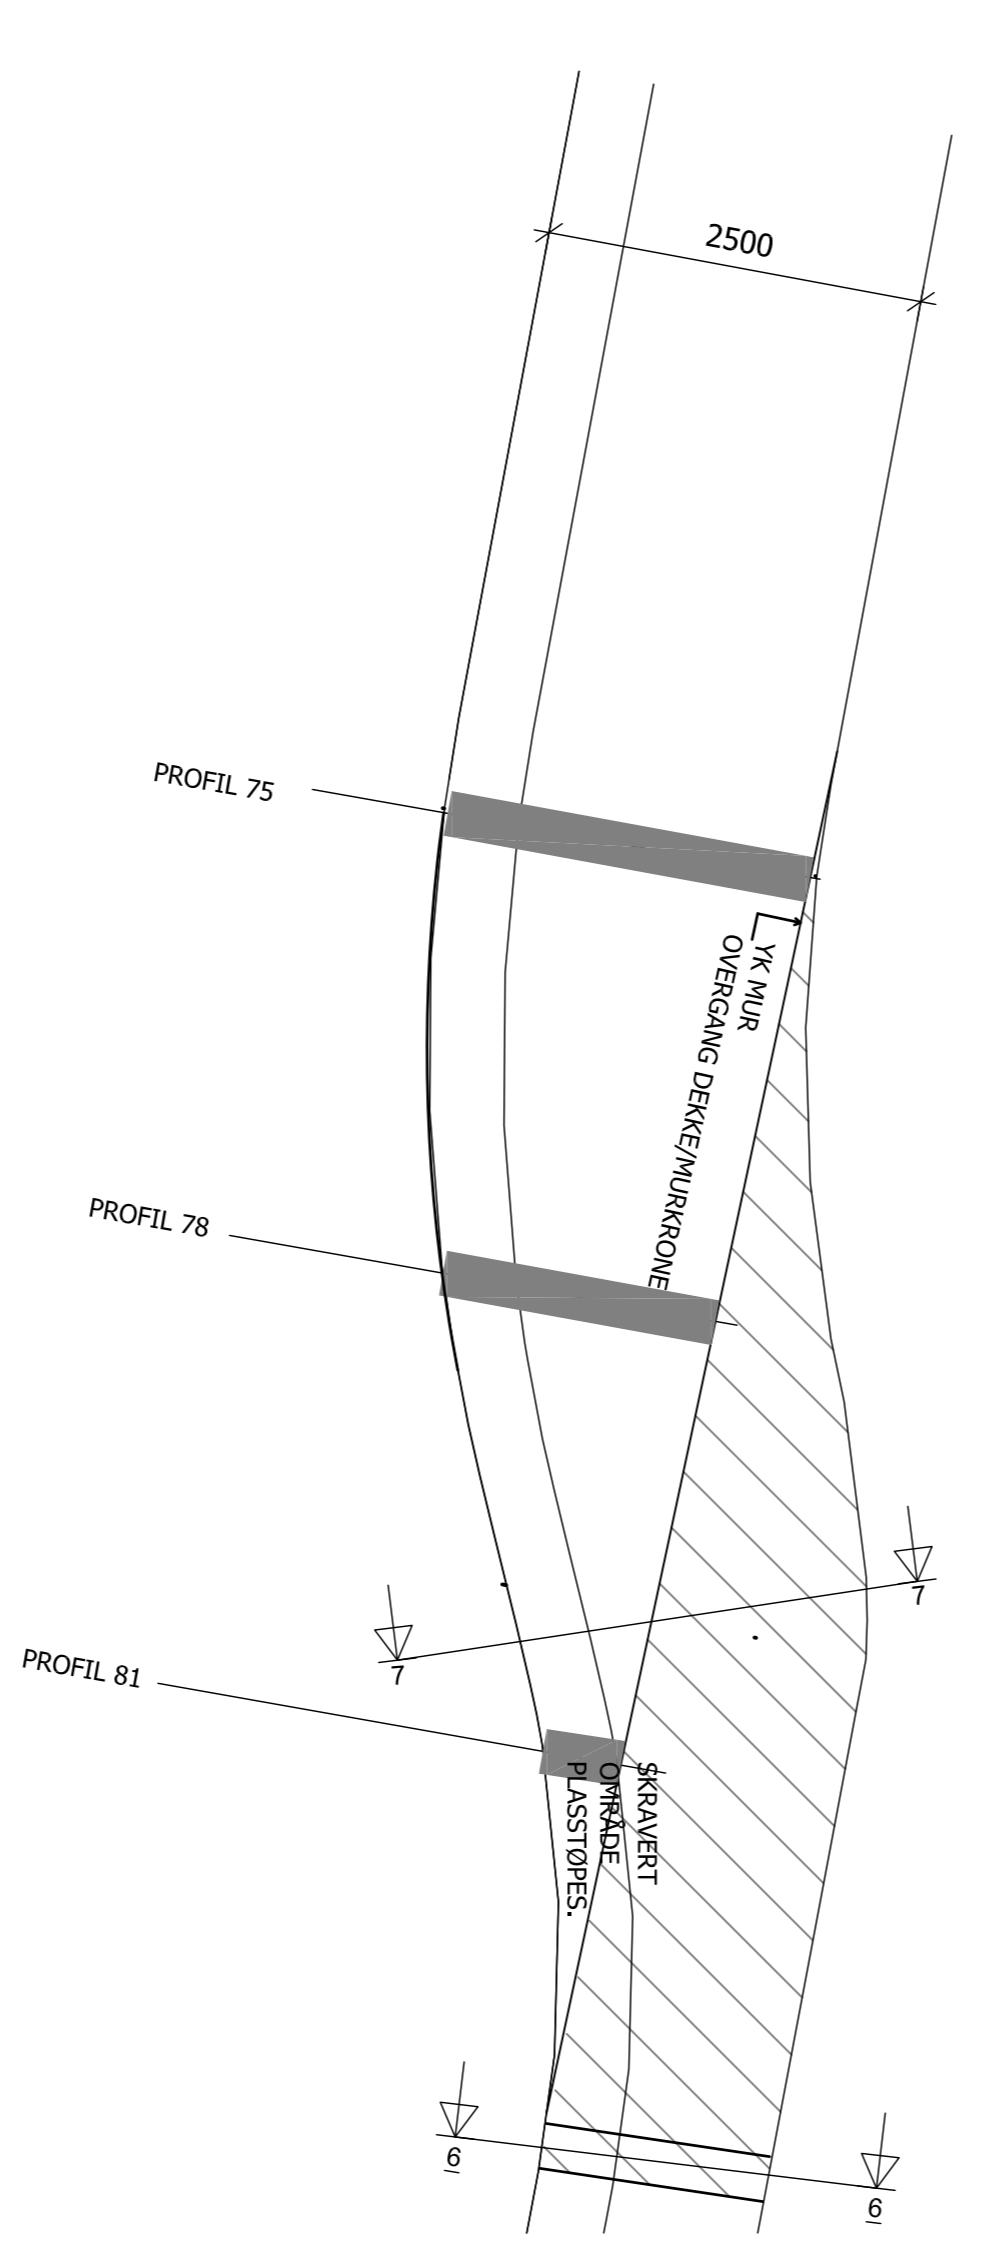 2500
PROFIL 75
YK MUR
OVERGANG DEKKE/MURKRONE
PROFIL 78
7
7
PROFIL 81
SKRAVERT
OMRÅDE
PLASSTØPES.
6
6